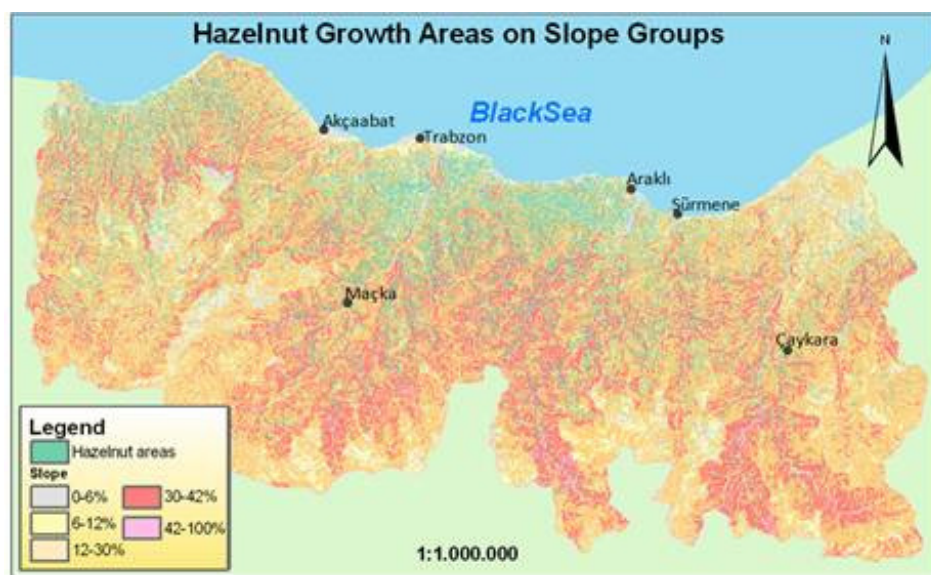 Hazelnut Growth Areas on Slope Groups
N
BlackSea
Akçaabat
Trabzon
Araklı
Sürmene
Maçka
Çaykara
Legend
Hazelnut areas
Slope
0-6%
30-42%
6-12%
42-100%
12-30%
1:1.000.000